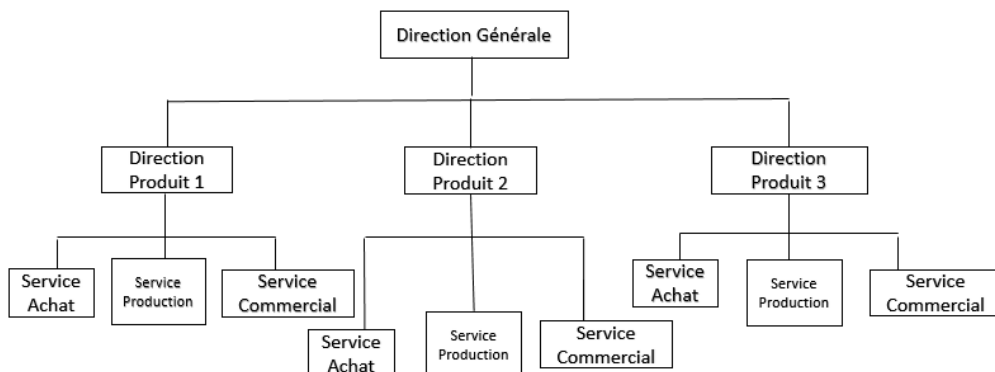 Direction Générale
Direction
Produit 1
Direction
Produit 2
Direction
Produit 3
Service
Achat
Service
Production
Service
Commercial
Service
Achat
Service
Production
Service
Commercial
Service
Achat
Service
Production
Service
Commercial